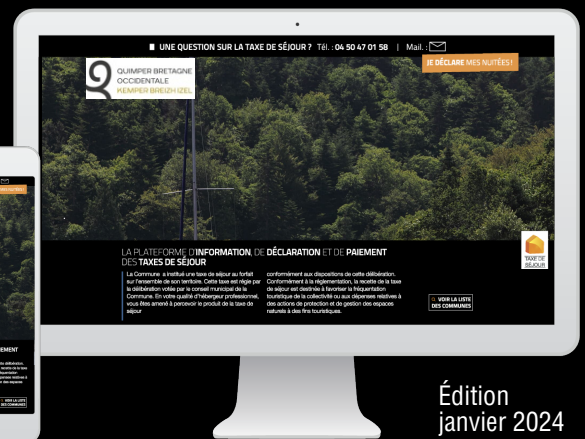 UNE QUESTION SUR LA TAXE DE SÉJOUR ? Tél. : 04 50 47 01 58 | Mail. :
JE DÉCLARE MES NUITÉES !
QUIMPER BRETAGNE
OCCIDENTALE
KEMPER BREIZH IZEL
LA PLATEFORME D'INFORMATION, DE DÉCLARATION ET DE PAIEMENT
DES TAXES DE SÉJOUR
La Commune a institué une taxe de séjour au forfait
sur l'ensemble de son territoire. Cette taxe est régie par
la délibération votée par le conseil municipal de la
Commune. En votre qualité d'hébergeur professionnel,
vous êtes amené à percevoir le produit de la taxe de
séjour
conformément aux dispositions de cette délibération.
Conformément à la réglementation, la recette de la taxe
de séjour est destinée à favoriser la fréquentation
touristique de la collectivité ou aux dépenses relatives à
des actions de protection et de gestion des espaces
naturels à des fins touristiques.
TAXE DE
SÉJOUR
VOIR LA LISTE
DES COMMUNES
EMENT
VOIR LA LISTE
DES COMMUNES
Édition
janvier 2024